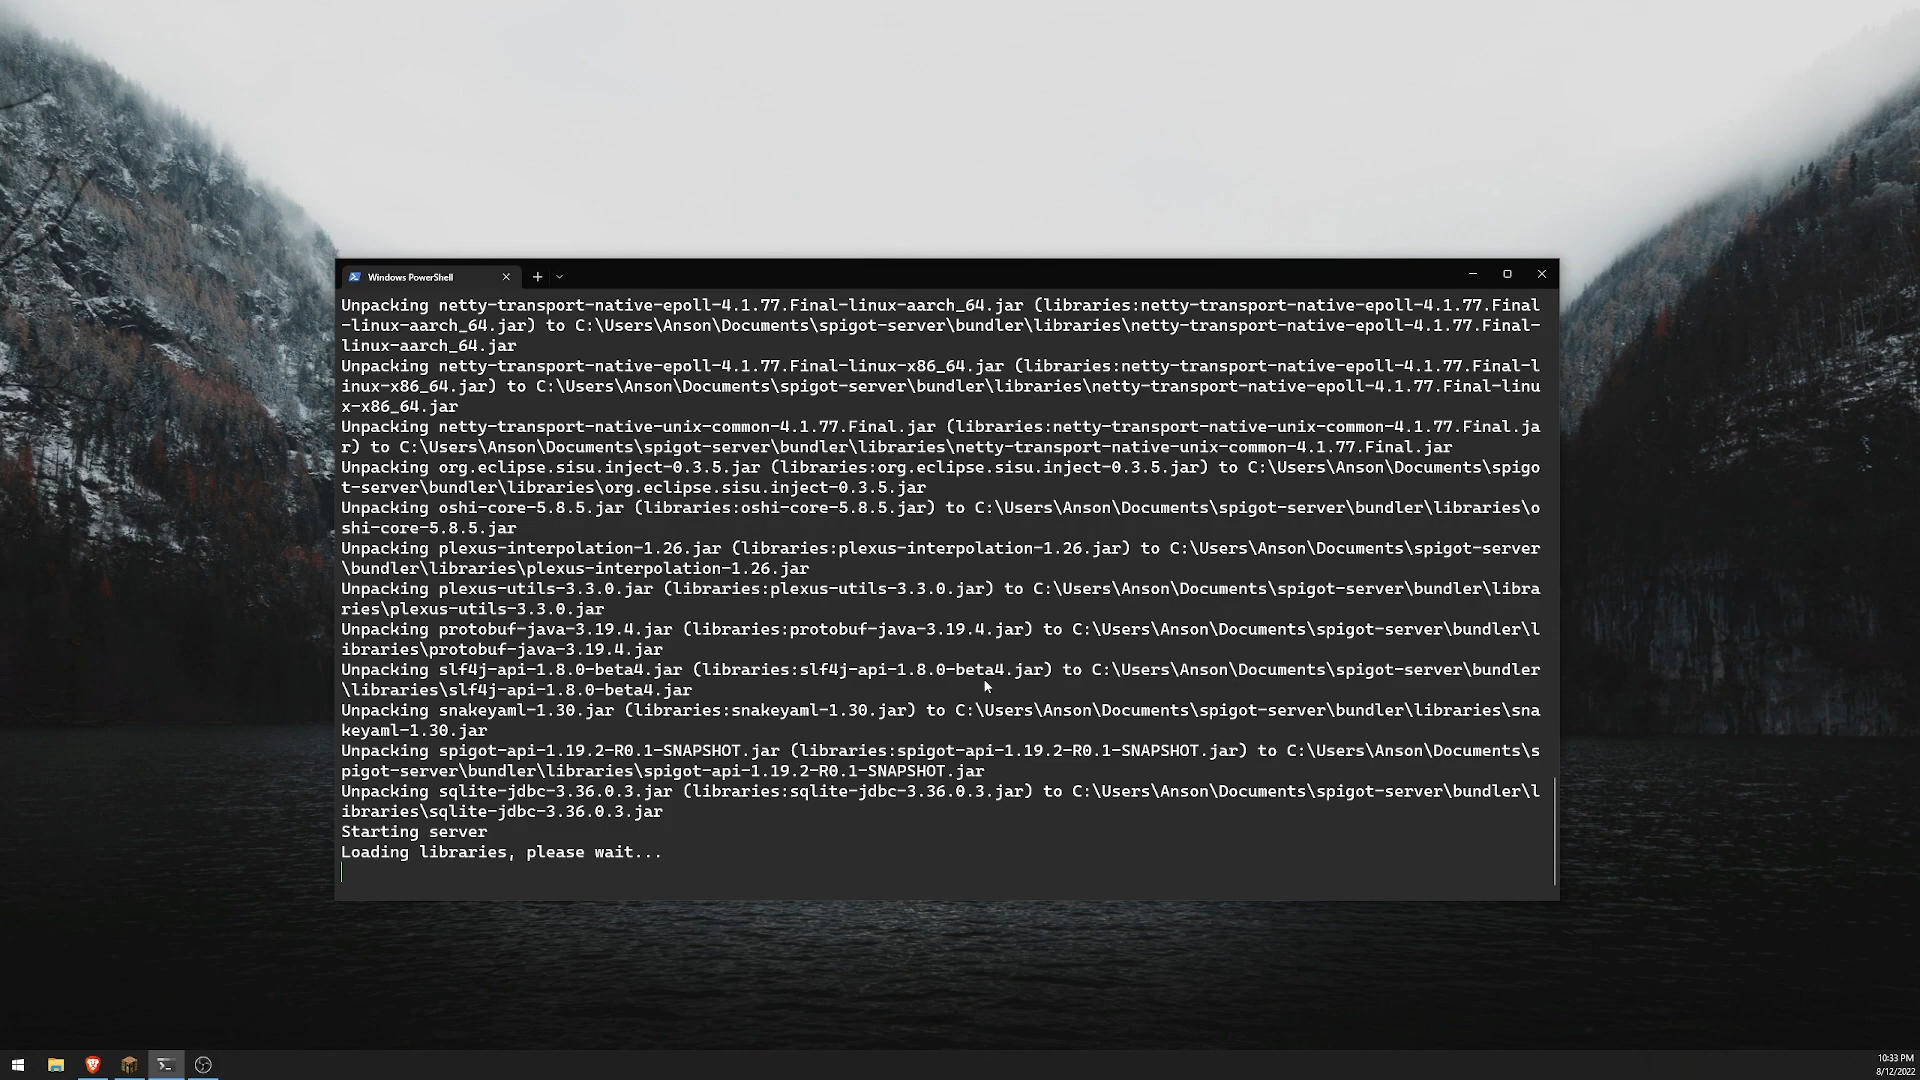 Windows PowerShell
Unpacking netty-transport-native-epoll-4.1.77.Final-linux-aarch_64.jar (libraries:netty-transport-native-epoll-4.1.77.Final
-linux-aarch_64.jar) to C:\Users\Anson\Documents\spigot-server\bundler\libraries\netty-transport-native-epoll-4.1.77.Final-
linux-aarch_64.jar
Unpacking netty-transport-native-epoll-4.1.77.Final-linux-x86_64.jar (libraries:netty-transport-native-epoll-4.1.77.Final-l
inux-x86_64.jar) to C:\Users\Anson\Documents\spigot-server\bundler\libraries\netty-transport-native-epoll-4.1.77.Final-linu
x-x86_64.jar
Unpacking netty-transport-native-unix-common-4.1.77.Final.jar (libraries:netty-transport-native-unix-common-4.1.77.Final.ja
r) to C:\Users\Anson\Documents\spigot-server\bundler\libraries\netty-transport-native-unix-common-4.1.77.Final.jar
Unpacking org.eclipse.sisu.inject-0.3.5.jar (libraries:org.eclipse.sisu.inject-0.3.5.jar) to C:\Users\Anson\Documents\spigo
t-server\bundler\libraries\org.eclipse.sisu.inject-0.3.5.jar
Unpacking oshi-core-5.8.5.jar (libraries:oshi-core-5.8.5.jar) to C:\Users\Anson\Documents\spigot-server\bundler\libraries\o
shi-core-5.8.5.jar
Unpacking plexus-interpolation-1.26.jar (libraries:plexus-interpolation-1.26.jar) to C:\Users\Anson\Documents\spigot-server
\bundler\libraries\plexus-interpolation-1.26.jar
Unpacking plexus-utils-3.3.0.jar (libraries:plexus-utils-3.3.0.jar) to C:\Users\Anson\Documents\spigot-server\bundler\libra
ries\plexus-utils-3.3.0.jar
Unpacking protobuf-java-3.19.4.jar (libraries:protobuf-java-3.19.4.jar) to C:\Users\Anson\Documents\spigot-server\bundler\l
ibraries\protobuf-java-3.19.4.jar
Unpacking slf4j-api-1.8.0-beta4.jar (libraries:slf4j-api-1.8.0-beta4.jar) to C:\Users\Anson\Documents\spigot-server\bundler
\libraries\slf4j-api-1.8.0-beta4.jar
Unpacking snakeyaml-1.30.jar (libraries:snakeyaml-1.30.jar) to C:\Users\Anson\Documents\spigot-server\bundler\libraries\sna
keyaml-1.30.jar
Unpacking spigot-api-1.19.2-R0.1-SNAPSHOT.jar (libraries:spigot-api-1.19.2-R0.1-SNAPSHOT.jar) to C:\Users\Anson\Documents\s
pigot-server\bundler\libraries\spigot-api-1.19.2-R0.1-SNAPSHOT.jar
Unpacking sqlite-jdbc-3.36.0.3.jar (libraries:sqlite-jdbc-3.36.0.3.jar) to C:\Users\Anson\Documents\spigot-server\bundler\l
ibraries\sqlite-jdbc-3.36.0.3.jar
Starting server
Loading libraries, please wait...
10:33 PM
8/12/2022